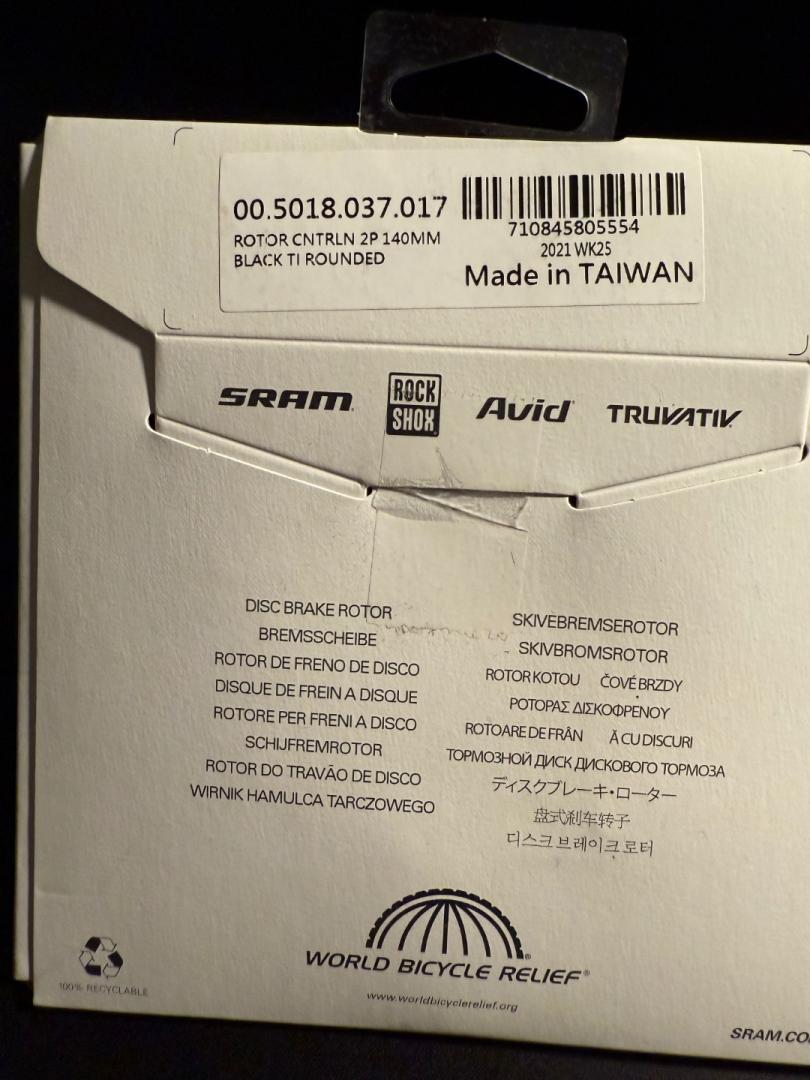 00.5018.037.017
ROTOR CNTRLN 2P 140MM
BLACK TI ROUNDED
710845805554
2021 WK25
Made in TAIWAN
SRAM
ROCK
SHOX
Avid
TRUVATIV
DISC BRAKE ROTOR
BREMSSCHEIBE
ROTOR DE FRENO DE DISCO
DISQUE DE FREIN A DISQUE
ROTORE PER FRENI A DISCO
SCHIJFREMROTOR
ROTOR DO TRAVÃO DE DISCO
WIRNIK HAMULCA TARCZOWEGO
SKIVEBREMSEROTOR
SKIVBROMSROTOR
ROTOR KOTOU ČOVÉ BRZDY
ΡΟΤΟΡΑΣ ΔΙΣΚΟΦΡΕΝΟΥ
ROTOARE DE FRÂN Ă CU DISCURI
ТОРМОЗНОЙ ДИСК ДИСКОВОГО ТОРМОЗА
ディスクブレーキ・ローター
盘式刹车转子
디스크 브레이크 로터
WORLD BICYCLE RELIEF®
www.worldbicyclerelief.org
100% RECYCLABLE